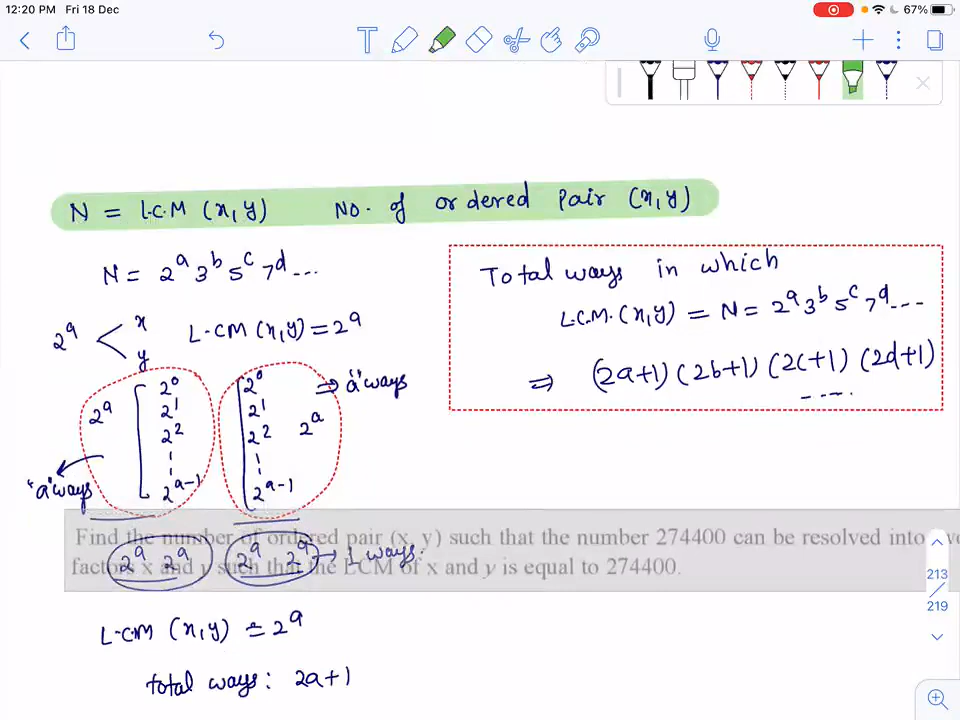 12:20 PM Fri 18 Dec
67%
N = L.C.M (x, y) No. of ordered pair (x, y)
N = 2^a 3^b 5^c 7^d ...
2^a x y L.CM (x, y) = 2^a
2^a 2^0 2^1 2^2 2^a-1
"a" ways
2^0 2^1 2^2 2^a-1 2^a
⇒ "a" ways
Total ways in which
L.C.M. (x, y) = N = 2^a 3^b 5^c 7^d ...
⇒ (2a+1) (2b+1) (2c+1) (2d+1)
.....
Find the number of ordered pair (x, y) such that the number 274400 can be resolved into
2^a 2^a 2^a 2^a → 1 ways.
factors x and y such that the LCM of x and y is equal to 274400.
L.CM (x, y) = 2^a
total ways: 2a+1
213
219